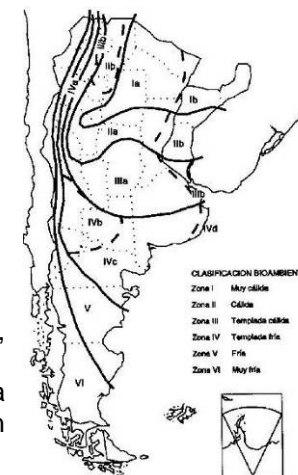 IVa
IIIb
IIb
Ia
Ib
IIa
IIb
IIIa
IIIb
IVb
IVd
IVc
V
VI
CLASIFICACION BIOAMBIEN
Zona I Muy cálida
Zona II Cálida
Zona III Templada cálida
Zona IV Templada fría
Zona V Fría
Zona VI Muy fría
,
a
n